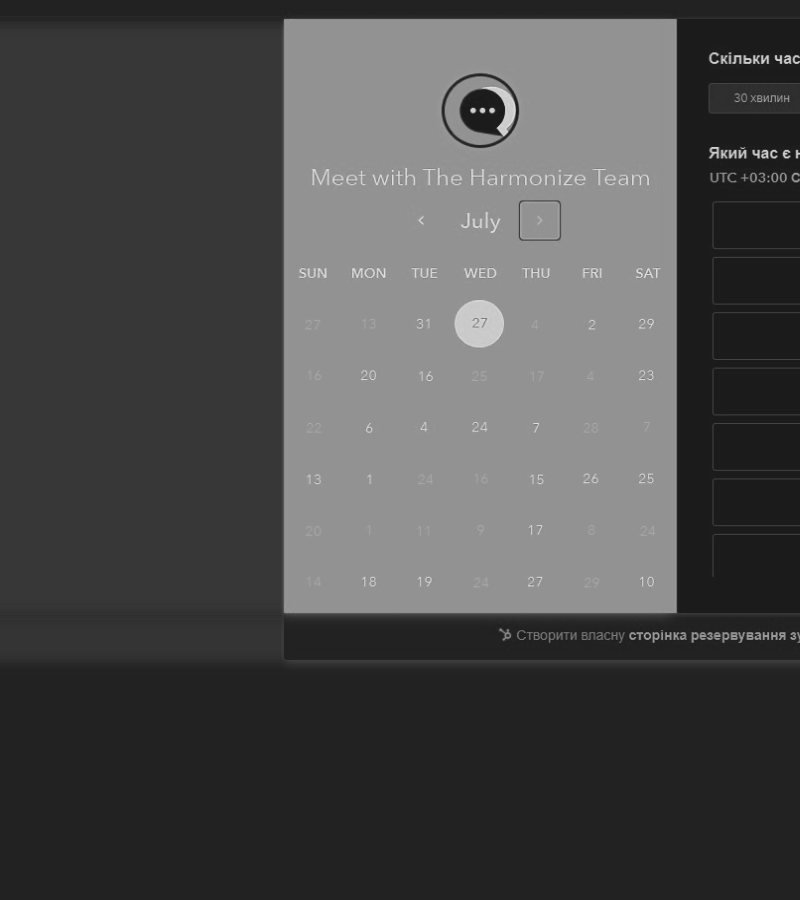 Meet with The Harmonize Team
July
SUN MON TUE WED THU FRI SAT
27 13 31 27 4 2 29
16 20 16 25 17 4 23
22 6 4 24 7 28 7
13 1 24 16 15 26 25
20 1 11 9 17 8 24
14 18 19 24 27 29 10
Скільки час
30 хвилин
Який час є н
UTC +03:00 С
Створити власну сторінка резервування зу